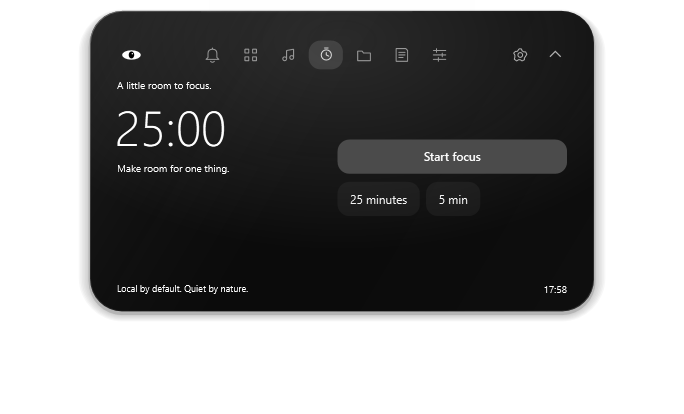 A little room to focus.
25:00
Make room for one thing.
Start focus
25 minutes
5 min
Local by default. Quiet by nature.
17:58